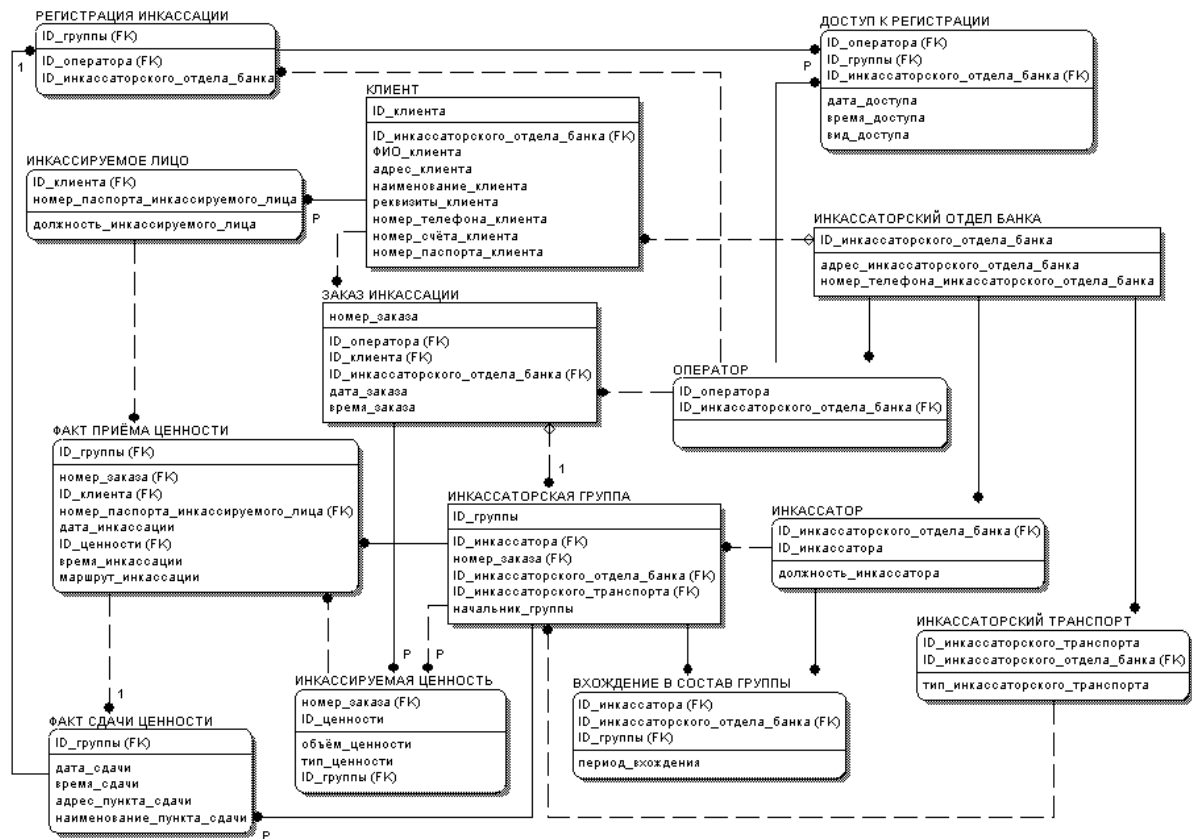 РЕГИСТРАЦИЯ ИНКАССАЦИИ
ID_группы (FK)
ID_оператора (FK)
ID_инкассаторского_отдела_банка
1
ДОСТУП К РЕГИСТРАЦИИ
ID_оператора (FK)
ID_группы (FK)
ID_инкассаторского_отдела_банка (FK)
дата_доступа
время_доступа
вид_доступа
P
КЛИЕНТ
ID_клиента
ID_инкассаторского_отдела_банка (FK)
ФИО_клиента
адрес_клиента
наименование_клиента
реквизиты_клиента
номер_телефона_клиента
номер_счёта_клиента
номер_паспорта_клиента
ИНКАССИРУЕМОЕ ЛИЦО
ID_клиента (FK)
номер_паспорта_инкассируемого_лица
должность_инкассируемого_лица
P
ИНКАССАТОРСКИЙ ОТДЕЛ БАНКА
ID_инкассаторского_отдела_банка
адрес_инкассаторского_отдела_банка
номер_телефона_инкассаторского_отдела_банка
ЗАКАЗ ИНКАССАЦИИ
номер_заказа
ID_оператора (FK)
ID_клиента (FK)
ID_инкассаторского_отдела_банка (FK)
дата_заказа
время_заказа
ОПЕРАТОР
ID_оператора
ID_инкассаторского_отдела_банка (FK)
ФАКТ ПРИЁМА ЦЕННОСТИ
ID_группы (FK)
номер_заказа (FK)
ID_клиента (FK)
номер_паспорта_инкассируемого_лица (FK)
дата_инкассации
ID_ценности (FK)
время_инкассации
маршрут_инкассации
1
ИНКАССАТОРСКАЯ ГРУППА
ID_группы
ID_инкассатора (FK)
номер_заказа (FK)
ID_инкассаторского_отдела_банка (FK)
ID_инкассаторского_транспорта (FK)
начальник_группы
ИНКАССАТОР
ID_инкассаторского_отдела_банка (FK)
ID_инкассатора
должность_инкассатора
ИНКАССАТОРСКИЙ ТРАНСПОРТ
ID_инкассаторского_транспорта
ID_инкассаторского_отдела_банка (FK)
тип_инкассаторского_транспорта
P
P
ИНКАССИРУЕМАЯ ЦЕННОСТЬ
номер_заказа (FK)
ID_ценности
объём_ценности
тип_ценности
ID_группы (FK)
ВХОЖДЕНИЕ В СОСТАВ ГРУППЫ
ID_инкассатора (FK)
ID_инкассаторского_отдела_банка (FK)
ID_группы (FK)
период_вхождения
1
ФАКТ СДАЧИ ЦЕННОСТИ
ID_группы (FK)
дата_сдачи
время_сдачи
адрес_пункта_сдачи
наименование_пункта_сдачи
P